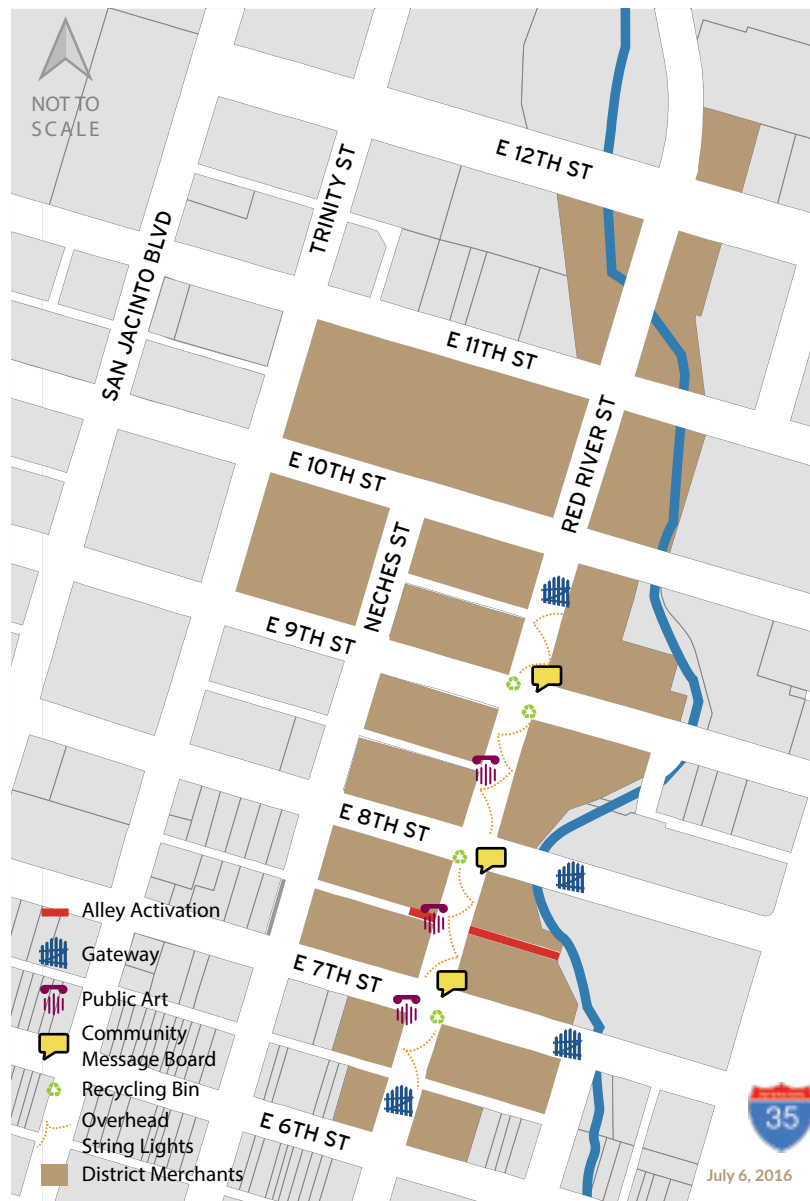 NOT TO
SCALE
E 12TH ST
TRINITY ST
SAN JACINTO BLVD
E 11TH ST
RED RIVER ST
E 10TH ST
NECHES ST
E 9TH ST
E 8TH ST
E 7TH ST
E 6TH ST
Alley Activation
Gateway
Public Art
Community
Message Board
Recycling Bin
Overhead
String Lights
District Merchants
35
July 6, 2016